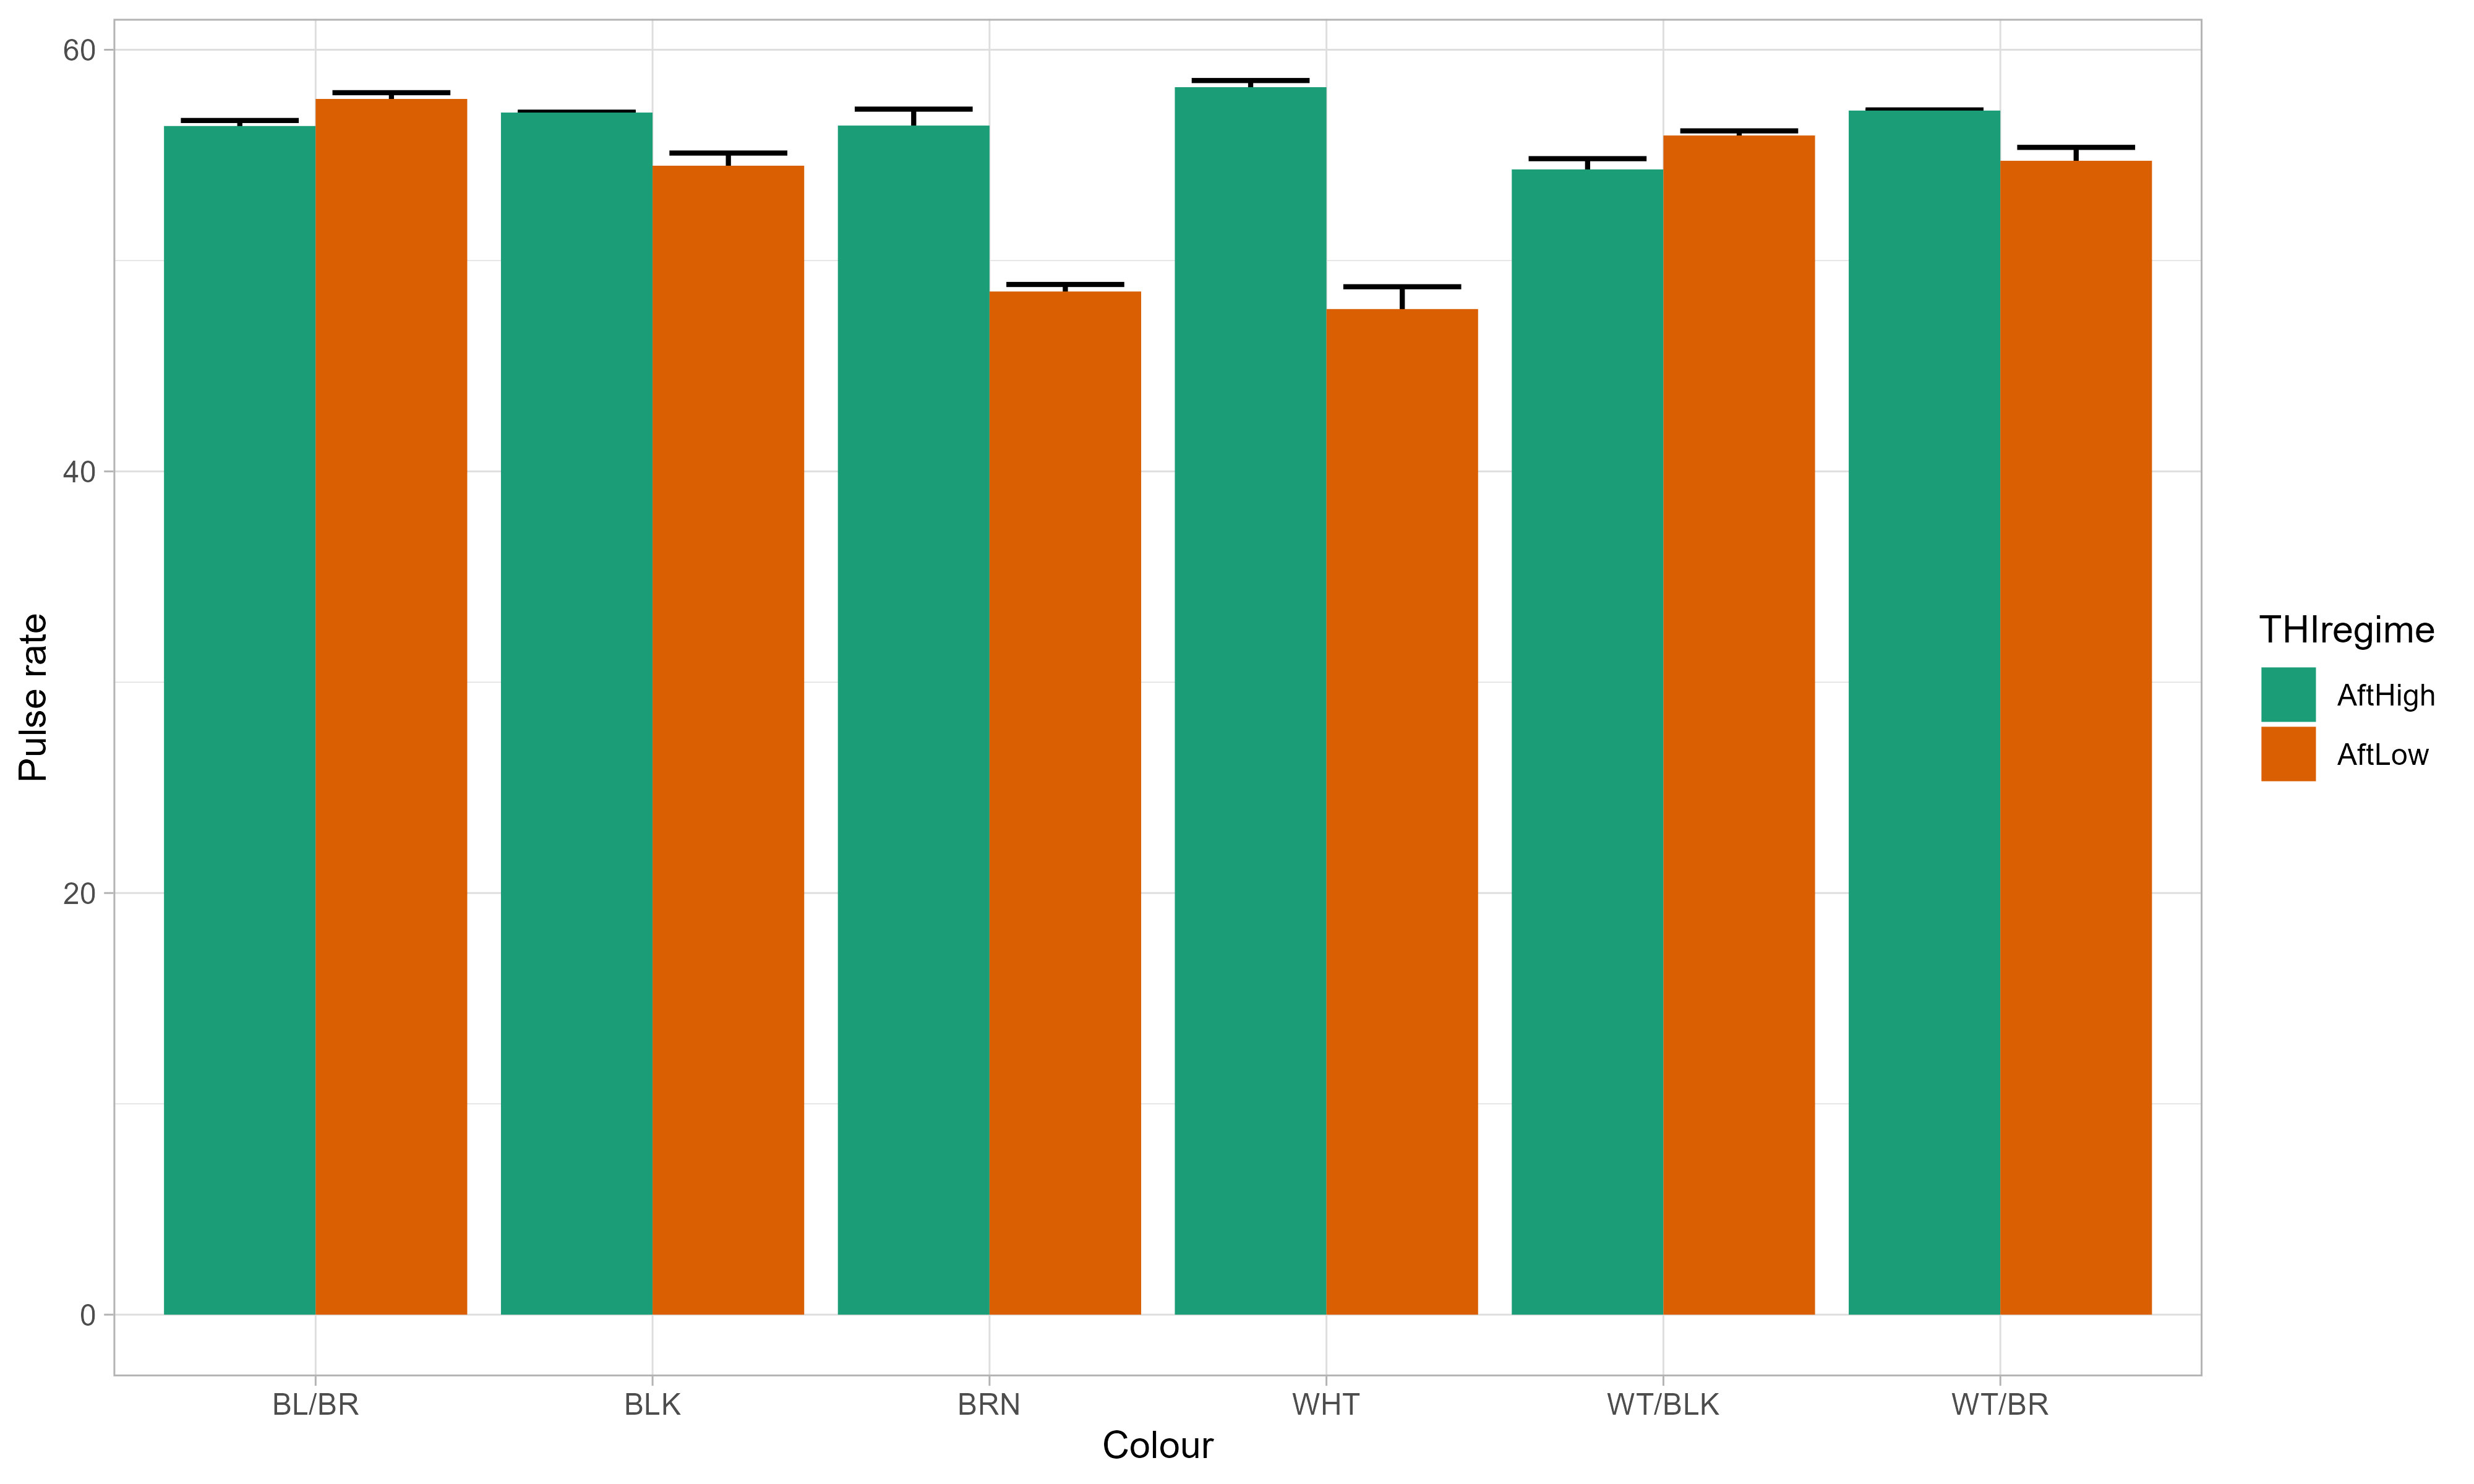 60
40
20
0
Pulse rate
BL/BR BLK BRN WHT WT/BLK WT/BR
Colour
THIregime
AftHigh
AftLow